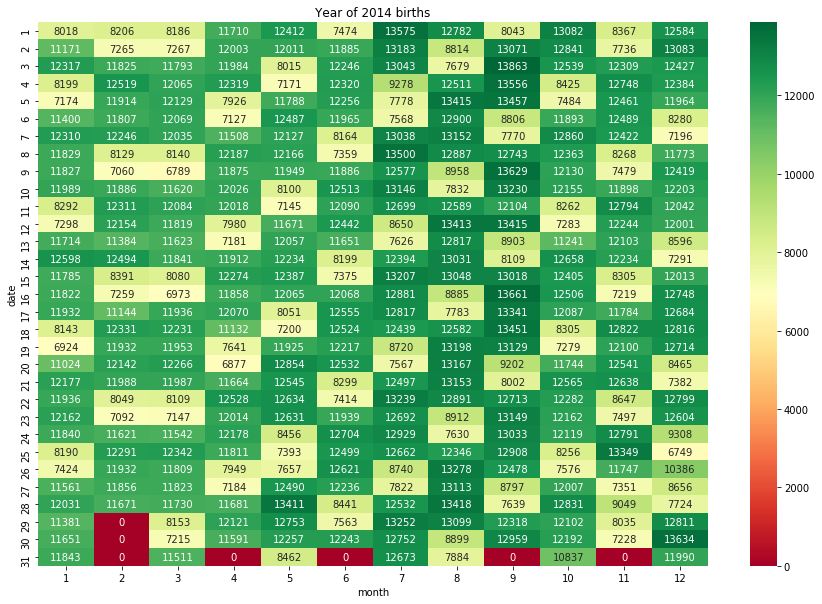 Year of 2014 births
1 8018 8206 8186 11710 12412 7474 13575 12782 8043 13082 8367 12584
2 11171 7265 7267 12003 12011 11885 13183 8814 13071 12841 7736 13083
3 12317 11825 11793 11984 8015 12246 13043 7679 13863 12539 12309 12427
4 8199 12519 12065 12319 7171 12320 9278 12511 13556 8425 12748 12384
5 7174 11914 12129 7926 11788 12256 7778 13415 13457 7484 12461 11964
6 11400 11807 12069 7127 12487 11965 7568 12900 8806 11893 12489 8280
7 12310 12246 12035 11508 12127 8164 13038 13152 7770 12860 12422 7196
8 11829 8129 8140 12187 12166 7359 13500 12887 12743 12363 8268 11773
9 11827 7060 6789 11875 11949 11886 12577 8958 13629 12130 7479 12419
10 11989 11886 11620 12026 8100 12513 13146 7832 13230 12155 11898 12203
11 8292 12311 12084 12018 7145 12090 12699 12589 12104 8262 12794 12042
12 7298 12154 11819 7980 11671 12442 8650 13413 13415 7283 12244 12001
13 11714 11384 11623 7181 12057 11651 7626 12817 8903 11241 12103 8596
14 12598 12494 11841 11912 12234 8199 12394 13031 8109 12658 12234 7291
15 11785 8391 8080 12274 12387 7375 13207 13048 13018 12405 8305 12013
16 11822 7259 6973 11858 12065 12068 12881 8885 13661 12506 7219 12748
17 11932 11144 11936 12070 8051 12555 12817 7783 13341 12087 11784 12684
18 8143 12331 12231 11132 7200 12524 12439 12582 13451 8305 12822 12816
19 6924 11932 11953 7641 11925 12217 8720 13198 13129 7279 12100 12714
20 11024 12142 12266 6877 12854 12532 7567 13167 9202 11744 12541 8465
21 12177 11988 11987 11664 12545 8299 12497 13153 8002 12565 12638 7382
22 11936 8049 8109 12528 12634 7414 13239 12891 12713 12282 8647 12799
23 12162 7092 7147 12014 12631 11939 12692 8912 13149 12162 7497 12604
24 11840 11621 11542 12178 8456 12704 12929 7630 13033 12119 12791 9308
25 8190 12291 12342 11811 7393 12499 12662 12346 12908 8256 13349 6749
26 7424 11932 11809 7949 7657 12621 8740 13278 12478 7576 11747 10386
27 11561 11856 11823 7184 12490 12236 7822 13113 8797 12007 7351 8656
28 12031 11671 11730 11681 13411 8441 12532 13418 7639 12831 9049 7724
29 11381 0 8153 12121 12753 7563 13252 13099 12318 12102 8035 12811
30 11651 0 7215 11591 12257 12243 12752 8899 12959 12192 7228 13634
31 11843 0 11511 0 8462 0 12673 7884 0 10837 0 11990
1 2 3 4 5 6 7 8 9 10 11 12
month
date
12000
10000
8000
6000
4000
2000
0